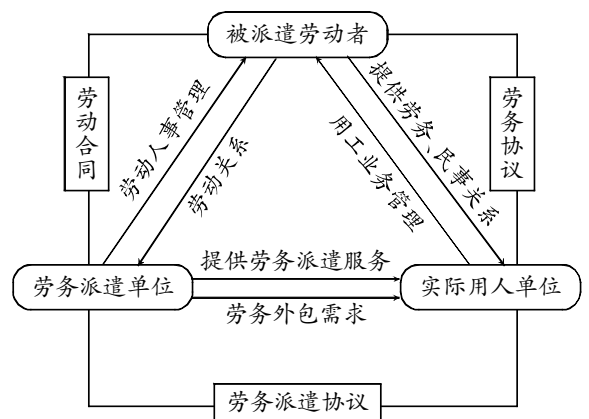 被派遣劳动者
劳动合同
劳动人事管理
劳动关系
用工业务管理
提供劳务、民事关系
劳务协议
劳务派遣单位
提供劳务派遣服务
劳务外包需求
实际用人单位
劳务派遣协议